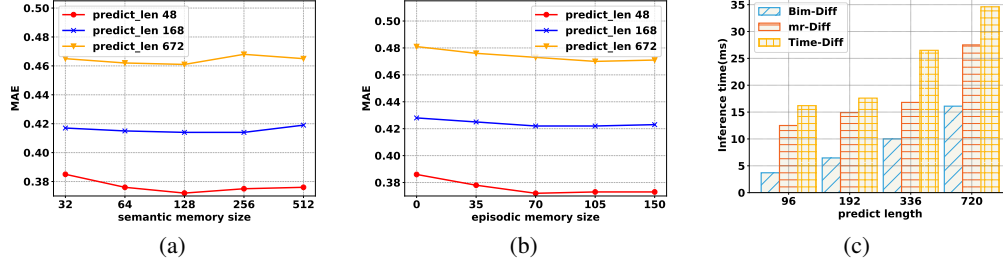 predict_len 48
predict_len 168
predict_len 672
0.50
0.48
0.46
0.44
0.42
0.40
0.38
MAE
32 64 128 256 512
semantic memory size
(a)
predict_len 48
predict_len 168
predict_len 672
0.50
0.48
0.46
0.44
0.42
0.40
0.38
MAE
0 35 70 105 150
episodic memory size
(b)
Bim-Diff
mr-Diff
Time-Diff
35
30
25
20
15
10
5
0
Inference time(ms)
96 192 336 720
predict length
(c)